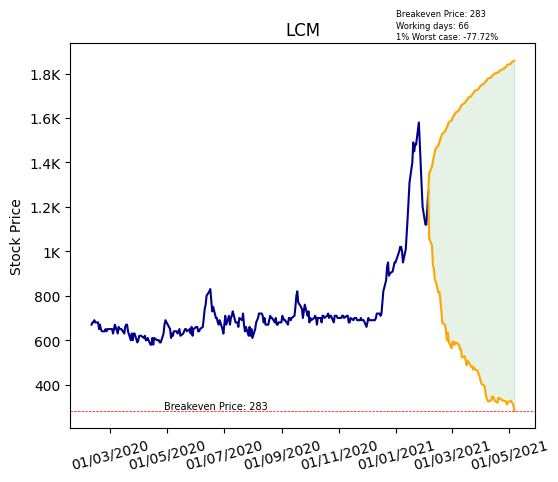 Breakeven Price: 283
Working days: 66
1% Worst case: -77.72%
LCM
Stock Price
1.8K
1.6K
1.4K
1.2K
1K
800
600
400
Breakeven Price: 283
01/03/2020
01/05/2020
01/07/2020
01/09/2020
01/11/2020
01/01/2021
01/03/2021
01/05/2021